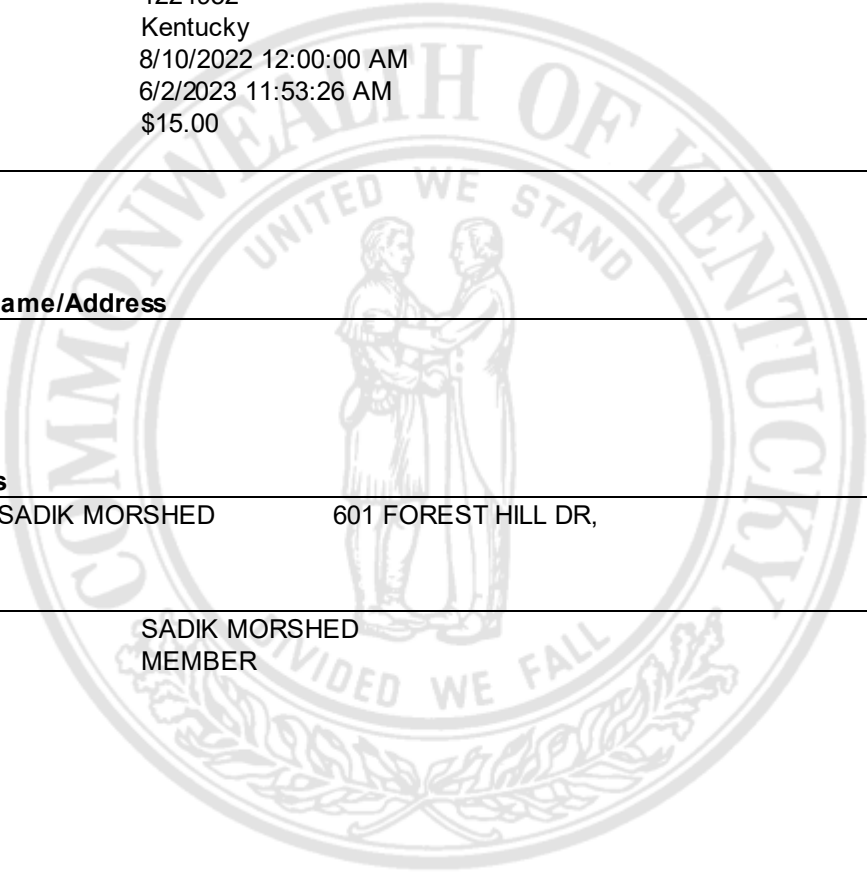 Kentucky
8/10/2022 12:00:00 AM
6/2/2023 11:53:26 AM
$15.00
COMMONWEALTH OF KENTUCKY
UNITED WE STAND
ame/Address
s
SADIK MORSHED 601 FOREST HILL DR,
SADIK MORSHED
MEMBER
DIVIDED WE FALL